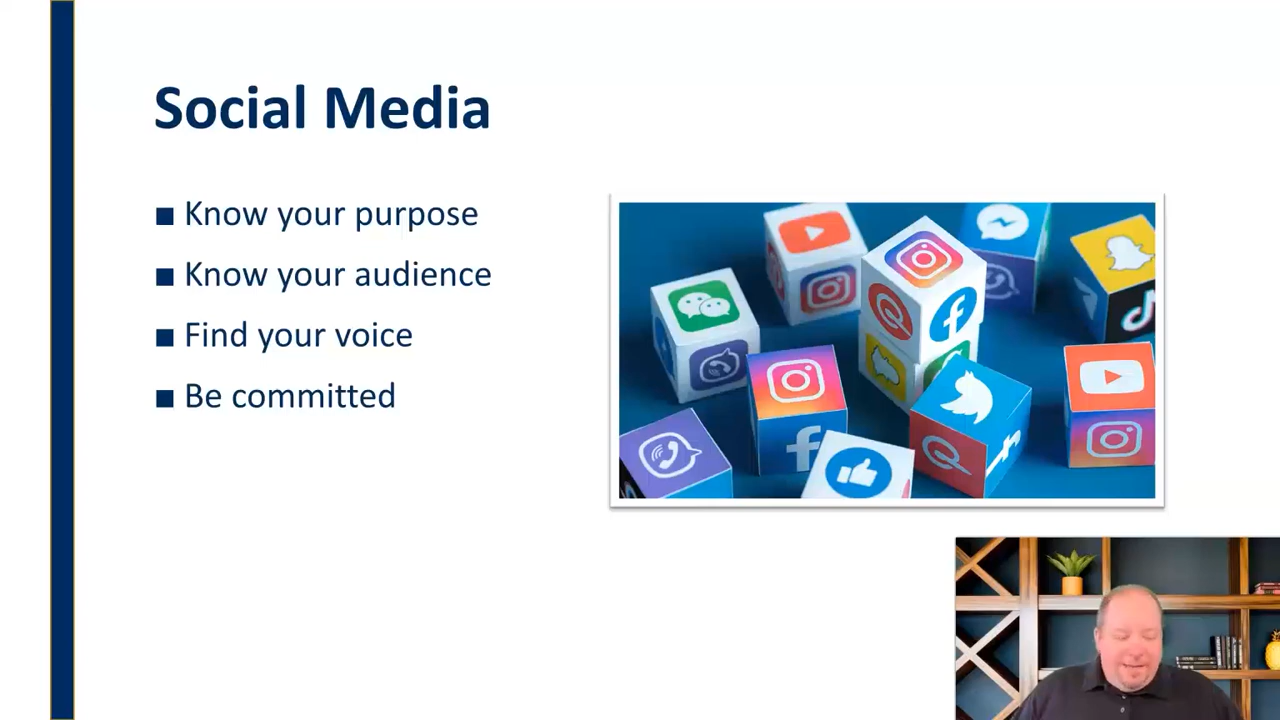 Social Media
■ Know your purpose
■ Know your audience
■ Find your voice
■ Be committed